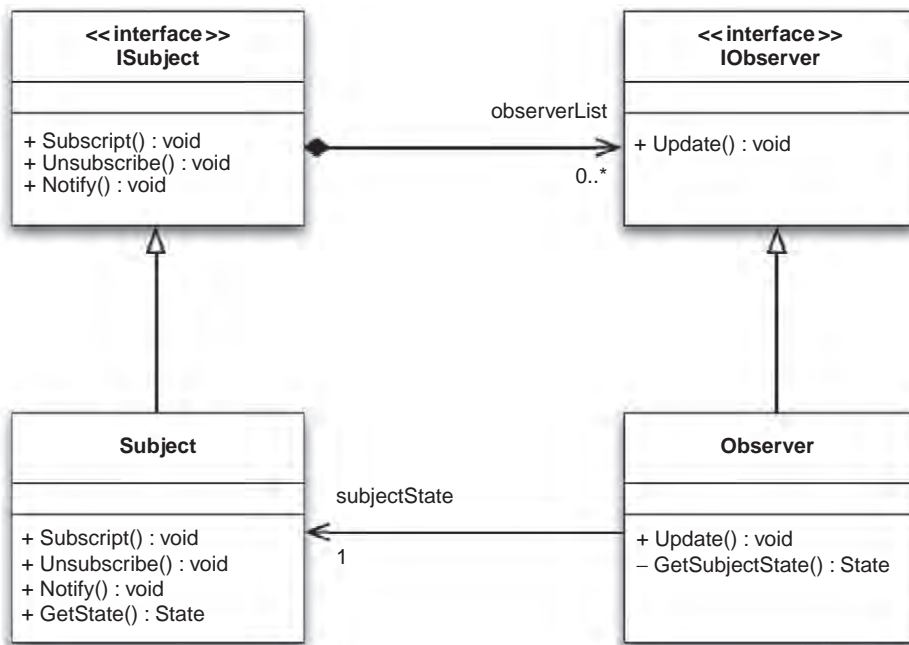 <<interface>>
ISubject
+ Subscript() : void
+ Unsubscribe() : void
+ Notify() : void
observerList
0..*
<<interface>>
IObserver
+ Update() : void
Subject
+ Subscript() : void
+ Unsubscribe() : void
+ Notify() : void
+ GetState() : State
subjectState
1
Observer
+ Update() : void
– GetSubjectState() : State